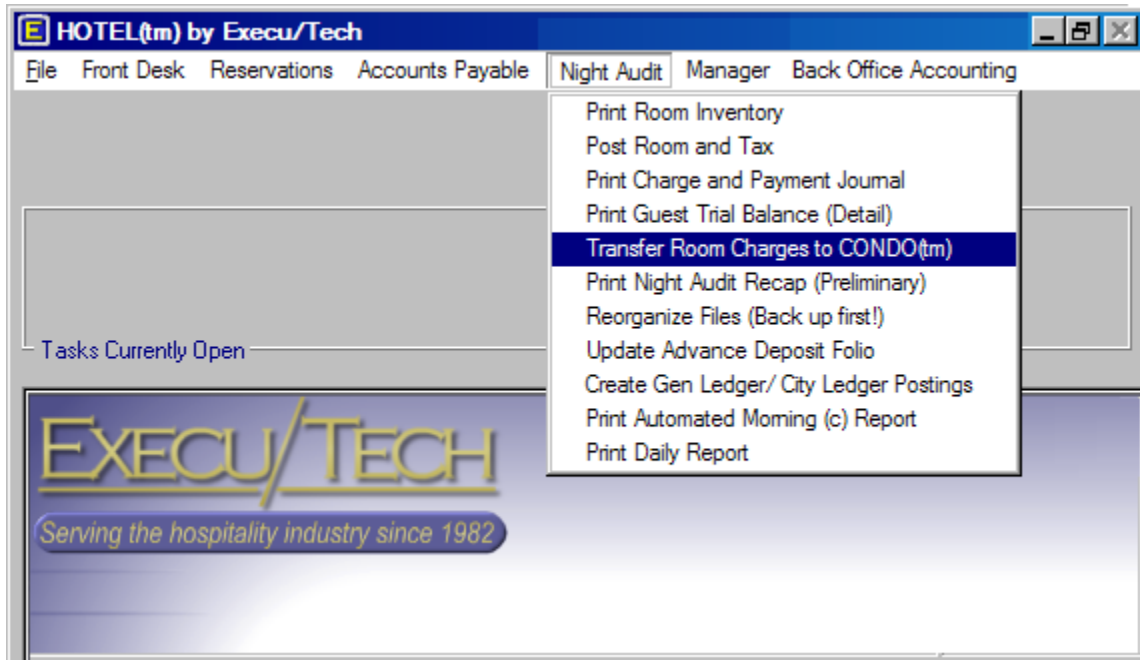 E HOTEL(tm) by Execu/Tech
File Front Desk Reservations Accounts Payable Night Audit Manager Back Office Accounting
Print Room Inventory
Post Room and Tax
Print Charge and Payment Journal
Print Guest Trial Balance (Detail)
Transfer Room Charges to CONDO(tm)
Print Night Audit Recap (Preliminary)
Reorganize Files (Back up first!)
Update Advance Deposit Folio
Create Gen Ledger/ City Ledger Postings
Print Automated Morning (c) Report
Print Daily Report
Tasks Currently Open
EXECU/TECH
Serving the hospitality industry since 1982